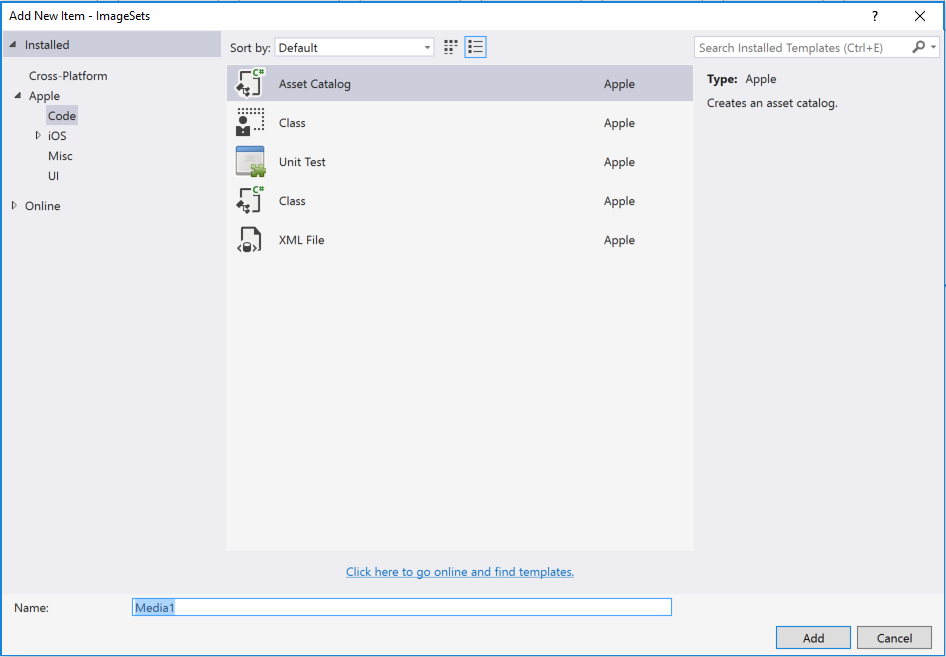 Add New Item - ImageSets
?
Installed
Sort by: Default
Search Installed Templates (Ctrl+E)
Cross-Platform
Apple
Code
iOS
Misc
UI
Online
C# Asset Catalog Apple
Class Apple
Unit Test Apple
C# Class Apple
XML File Apple
Type: Apple
Creates an asset catalog.
Click here to go online and find templates.
Name: Media1
Add Cancel